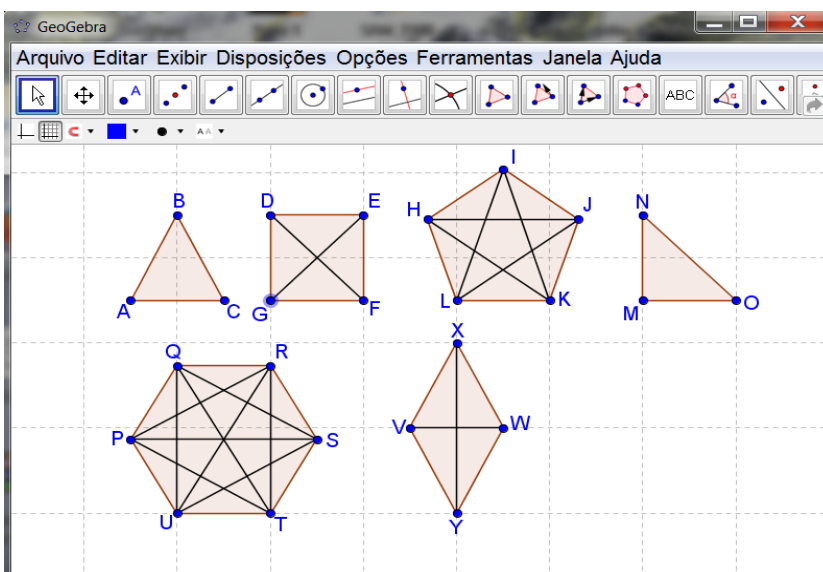 GeoGebra
Arquivo Editar Exibir Disposições Opções Ferramentas Janela Ajuda
A
ABC
A A
I
B D E H J N
A C G F L K M O
X
Q R
P S V W
U T Y